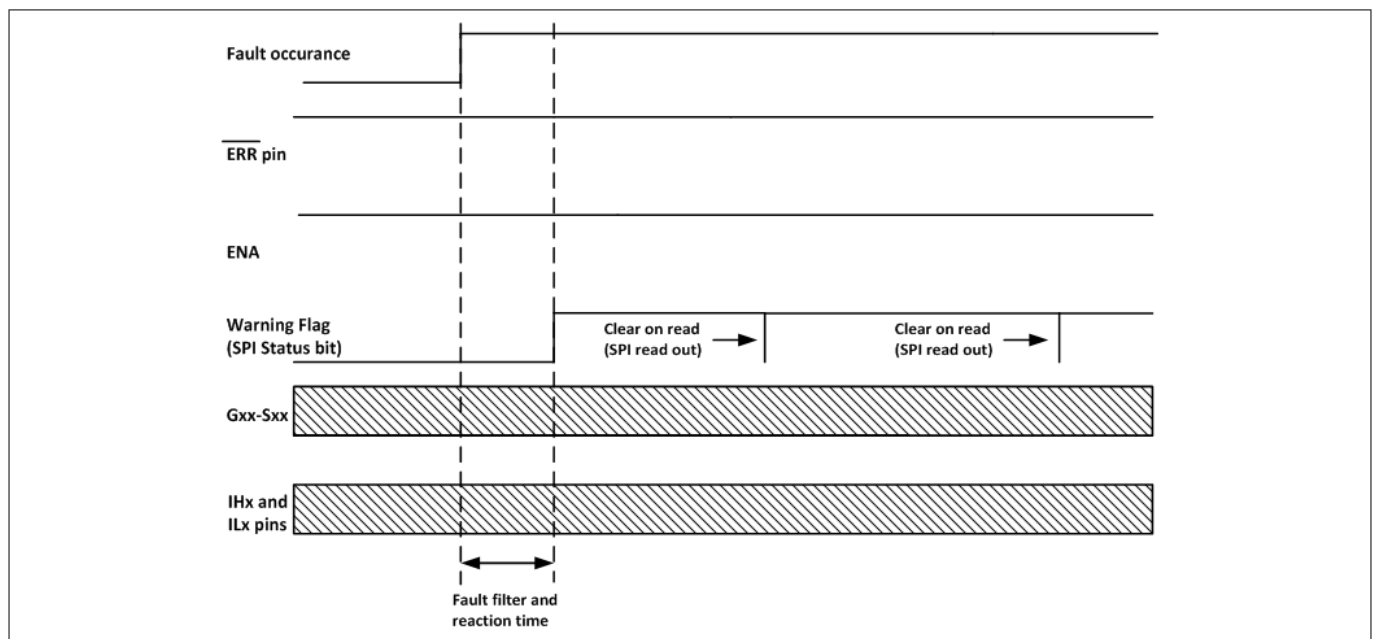 Fault occurance
ERR pin
ENA
Warning Flag
(SPI Status bit)
Clear on read
(SPI read out)
Clear on read
(SPI read out)
Gxx-Sxx
IHx and
ILx pins
Fault filter and
reaction time